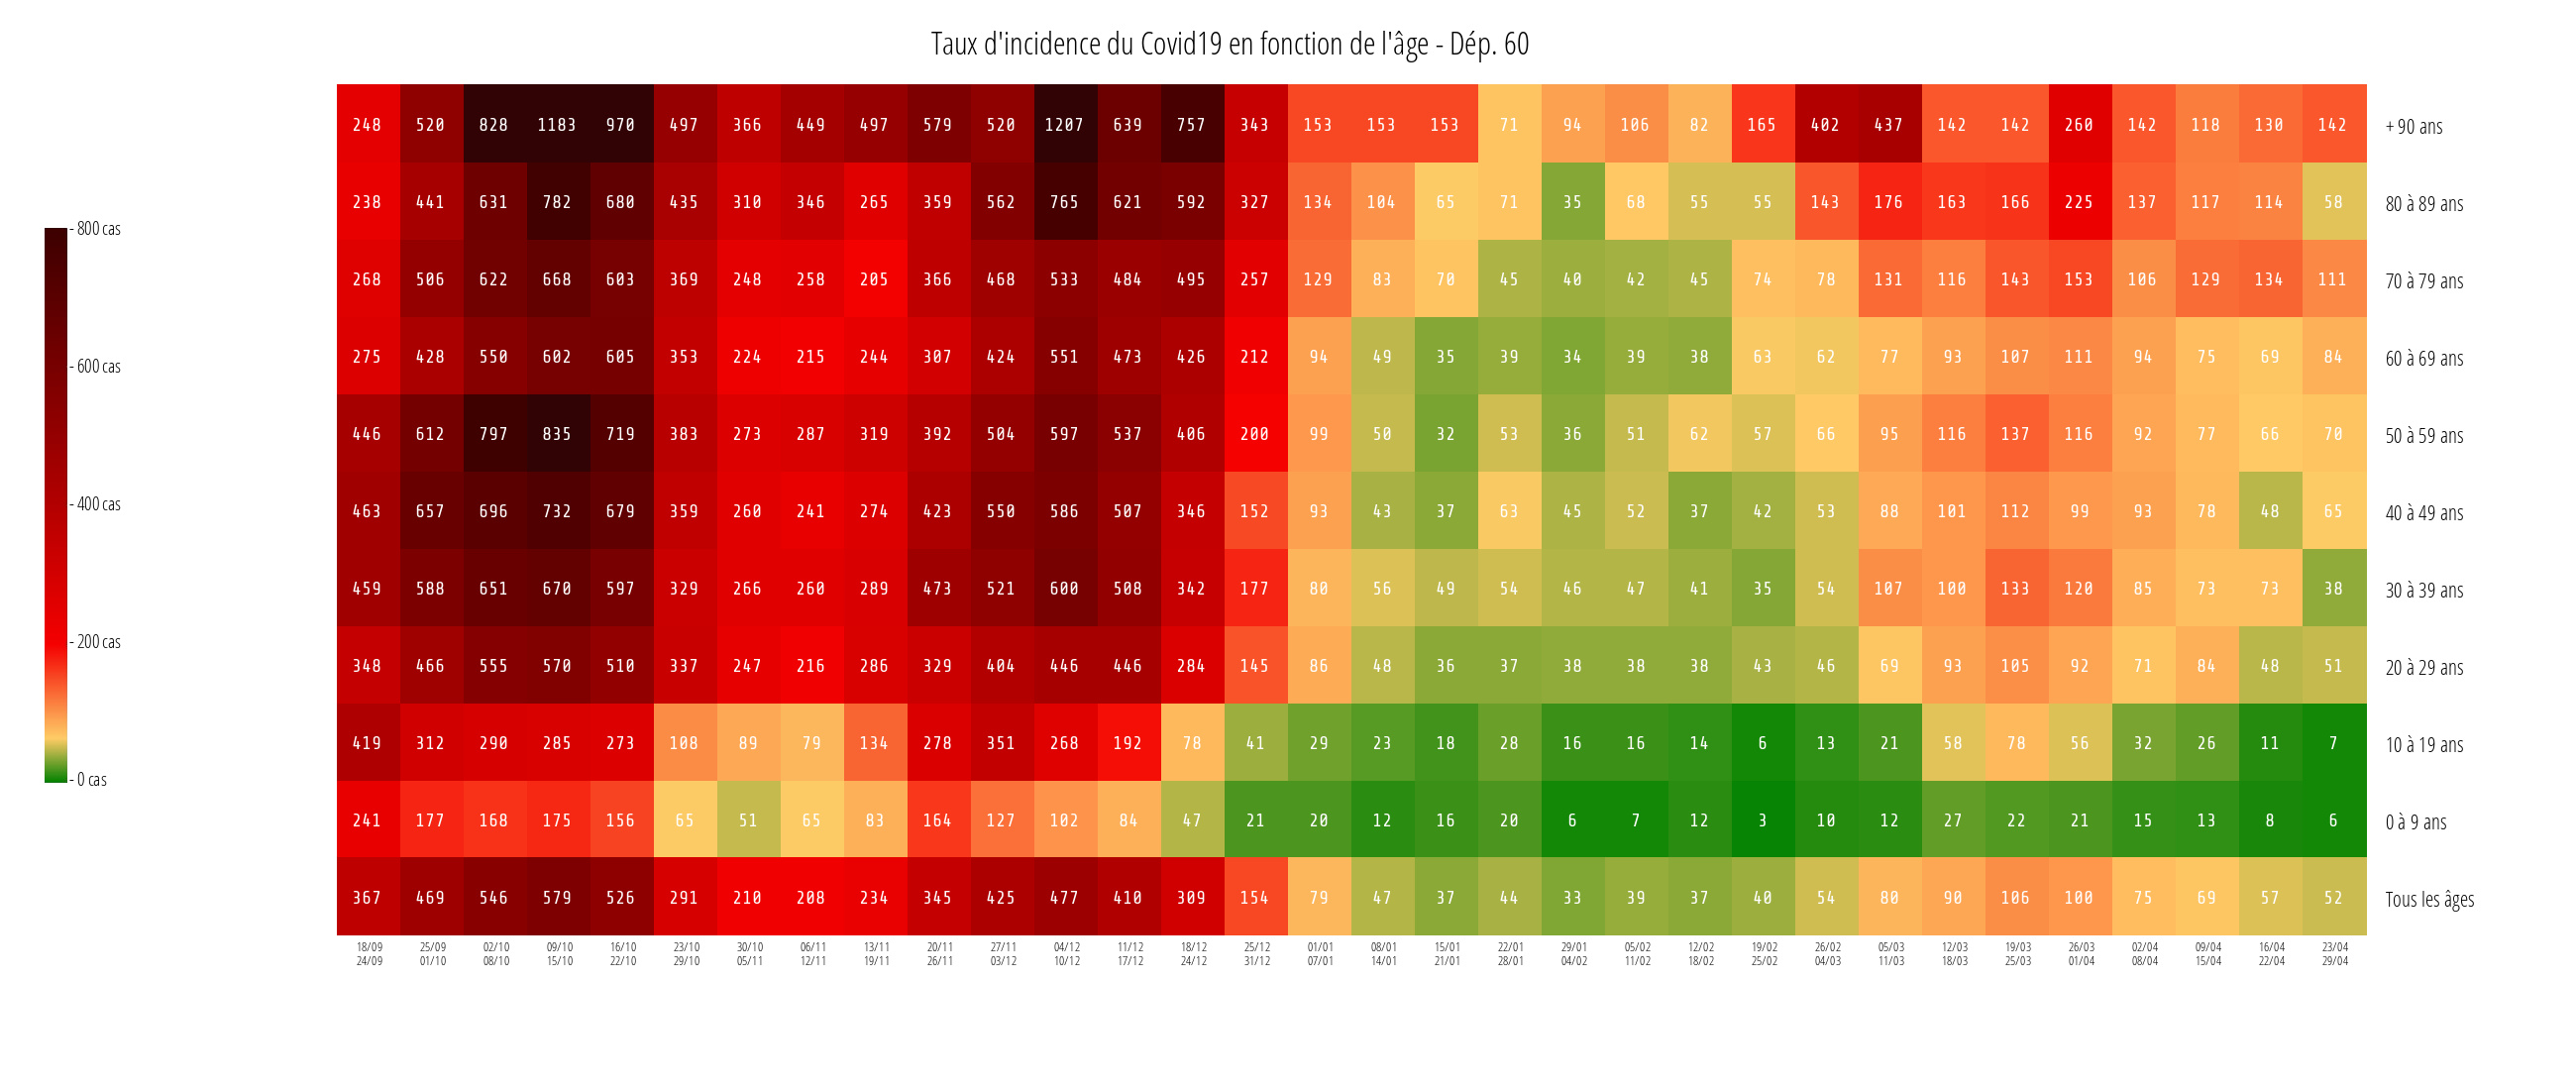 Taux d'incidence du Covid19 en fonction de l'âge - Dép. 60
- 800 cas
- 600 cas
- 400 cas
- 200 cas
- 0 cas
248 520 828 1183 970 497 366 449 497 579 520 1207 639 757 343 153 153 153 71 94 106 82 165 402 437 142 142 260 142 118 130 142 + 90 ans
238 441 631 782 680 435 310 346 265 359 562 765 621 592 327 134 104 65 71 35 68 55 55 143 176 163 166 225 137 117 114 58 80 à 89 ans
268 506 622 668 603 369 248 258 205 366 468 533 484 495 257 129 83 70 45 40 42 45 74 78 131 116 143 153 106 129 134 111 70 à 79 ans
275 428 550 602 605 353 224 215 244 307 424 551 473 426 212 94 49 35 39 34 39 38 63 62 77 93 107 111 94 75 69 84 60 à 69 ans
446 612 797 835 719 383 273 287 319 392 504 597 537 406 200 99 50 32 53 36 51 62 57 66 95 116 137 116 92 77 66 70 50 à 59 ans
463 657 696 732 679 359 260 241 274 423 550 586 507 346 152 93 43 37 63 45 52 37 42 53 88 101 112 99 93 78 48 65 40 à 49 ans
459 588 651 670 597 329 266 260 289 473 521 600 508 342 177 80 56 49 54 46 47 41 35 54 107 100 133 120 85 73 73 38 30 à 39 ans
348 466 555 570 510 337 247 216 286 329 404 446 446 284 145 86 48 36 37 38 38 38 43 46 69 93 105 92 71 84 48 51 20 à 29 ans
419 312 290 285 273 108 89 79 134 278 351 268 192 78 41 29 23 18 28 16 16 14 6 13 21 58 78 56 32 26 11 7 10 à 19 ans
241 177 168 175 156 65 51 65 83 164 127 102 84 47 21 20 12 16 20 6 7 12 3 10 12 27 22 21 15 13 8 6 0 à 9 ans
367 469 546 579 526 291 210 208 234 345 425 477 410 309 154 79 47 37 44 33 39 37 40 54 80 90 106 100 75 69 57 52 Tous les âges
18/09 25/09 02/10 09/10 16/10 23/10 30/10 06/11 13/11 20/11 27/11 04/12 11/12 18/12 25/12 01/01 08/01 15/01 22/01 29/01 05/02 12/02 19/02 26/02 05/03 12/03 19/03 26/03 02/04 09/04 16/04 23/04
24/09 01/10 08/10 15/10 22/10 29/10 05/11 12/11 19/11 26/11 03/12 10/12 17/12 24/12 31/12 07/01 14/01 21/01 28/01 04/02 11/02 18/02 25/02 04/03 11/03 18/03 25/03 01/04 08/04 15/04 22/04 29/04